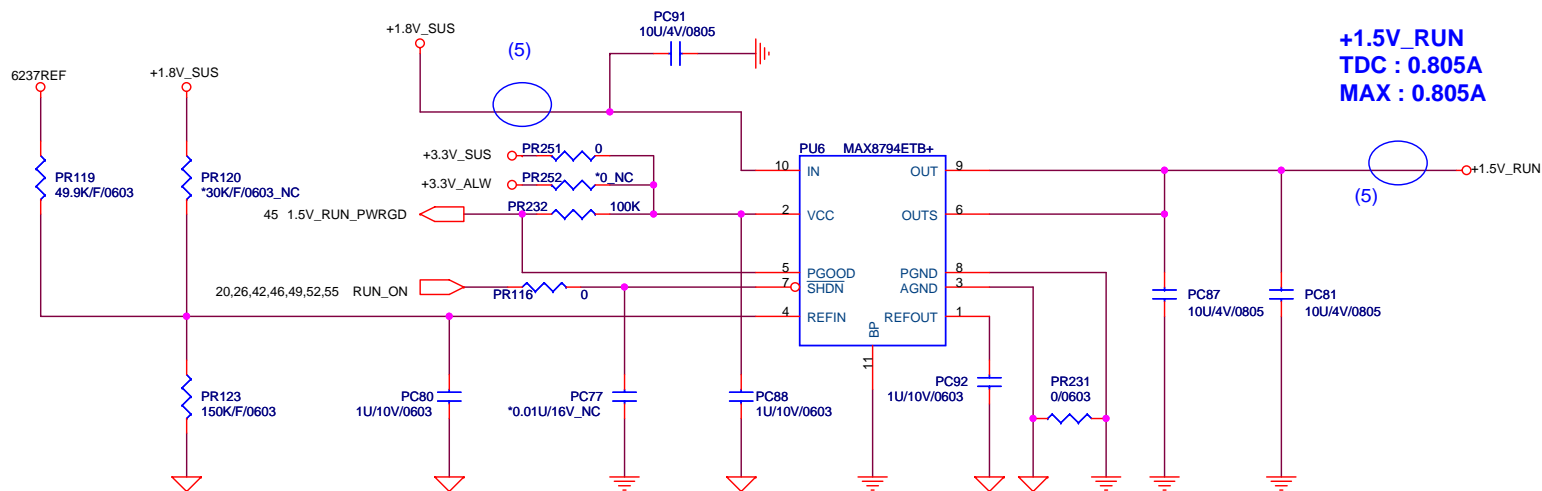 PC91
10U/4V/0805
+1.8V_SUS
(5)
+1.5V_RUN
TDC : 0.805A
MAX : 0.805A
6237REF
+1.8V_SUS
PR119
49.9K/F/0603
PR120
*30K/F/0603_NC
+3.3V_SUS
PR251
0
+3.3V_ALW
PR252
*0_NC
45 1.5V_RUN_PWRGD
PR232
100K
20,26,42,46,49,52,55 RUN_ON
PR116
0
PU6 MAX8794ETB+
10 IN
OUT 9
2 VCC
OUTS 6
5 PGOOD
PGND 8
7 SHDN
AGND 3
4 REFIN
REFOUT 1
BP
11
+1.5V_RUN
(5)
PC87
10U/4V/0805
PC81
10U/4V/0805
PR123
150K/F/0603
PC80
1U/10V/0603
PC77
*0.01U/16V_NC
PC88
1U/10V/0603
PC92
1U/10V/0603
PR231
0/0603